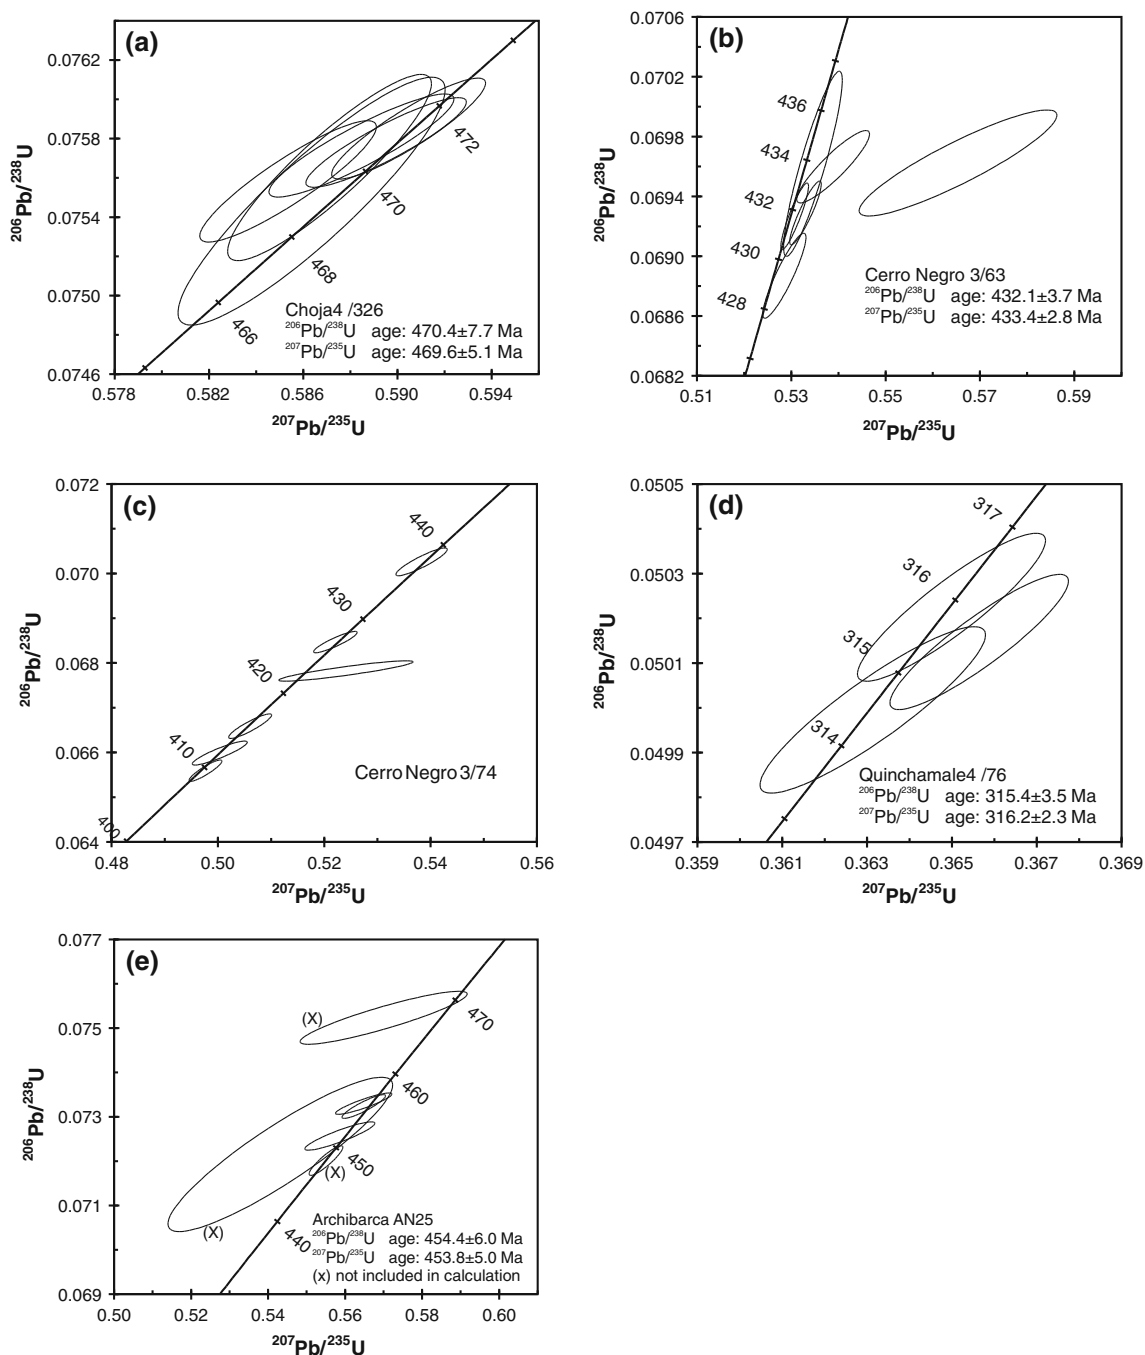 (a)
0.0762
0.0758
0.0754
0.0750
0.0746
206Pb/238U
472
470
468
466
Choja4 /326
206Pb/238U age: 470.4±7.7 Ma
207Pb/235U age: 469.6±5.1 Ma
0.578 0.582 0.586 0.590 0.594
207Pb/235U
(b)
0.0706
0.0702
0.0698
0.0694
0.0690
0.0686
0.0682
206Pb/238U
436
434
432
430
428
Cerro Negro 3/63
206Pb/238U age: 432.1±3.7 Ma
207Pb/235U age: 433.4±2.8 Ma
0.51 0.53 0.55 0.57 0.59
207Pb/235U
(c)
0.072
0.070
0.068
0.066
0.064
206Pb/238U
440
430
420
410
400
Cerro Negro 3/74
0.48 0.50 0.52 0.54 0.56
207Pb/235U
(d)
0.0505
0.0503
0.0501
0.0499
0.0497
206Pb/238U
317
316
315
314
Quinchamale4 /76
206Pb/238U age: 315.4±3.5 Ma
207Pb/235U age: 316.2±2.3 Ma
0.359 0.361 0.363 0.365 0.367 0.369
207Pb/235U
(e)
0.077
0.075
0.073
0.071
0.069
206Pb/238U
(X)
470
460
450
(X)
(X)
440
Archibarca AN25
206Pb/238U age: 454.4±6.0 Ma
207Pb/235U age: 453.8±5.0 Ma
(x) not included in calculation
0.50 0.52 0.54 0.56 0.58 0.60
207Pb/235U